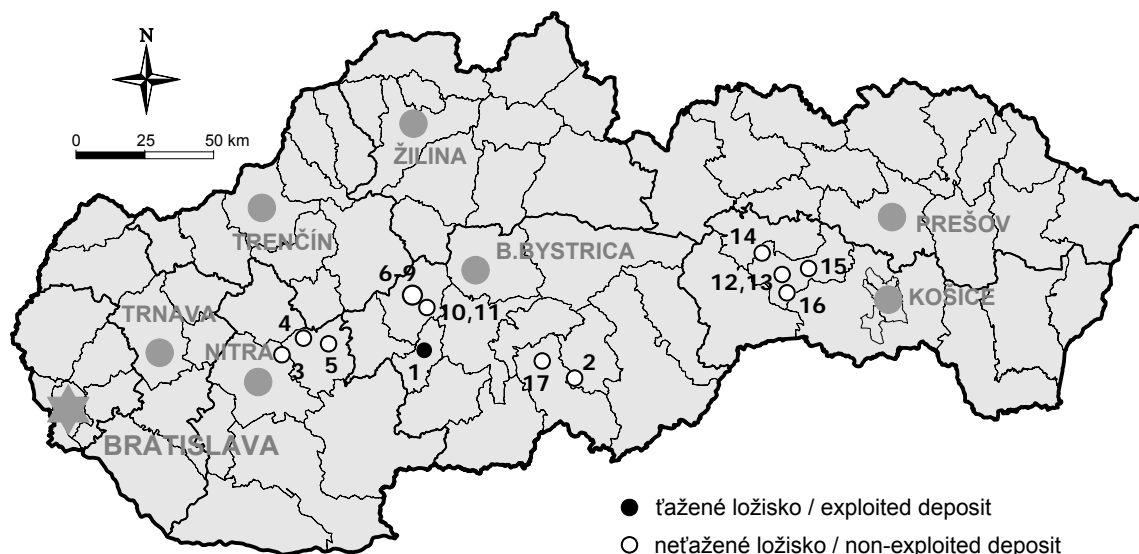 N
0 25 50 km
ŽILINA
TRENČÍN
PREŠOV
B.BYSTRICA
14
15
6-9
12,13
KOŠICE
16
TRNAVA
10,11
4
NITRA
3
5
1
17
2
BRATISLAVA
ťažené ložisko / exploited deposit
neťažené ložisko / non-exploited deposit